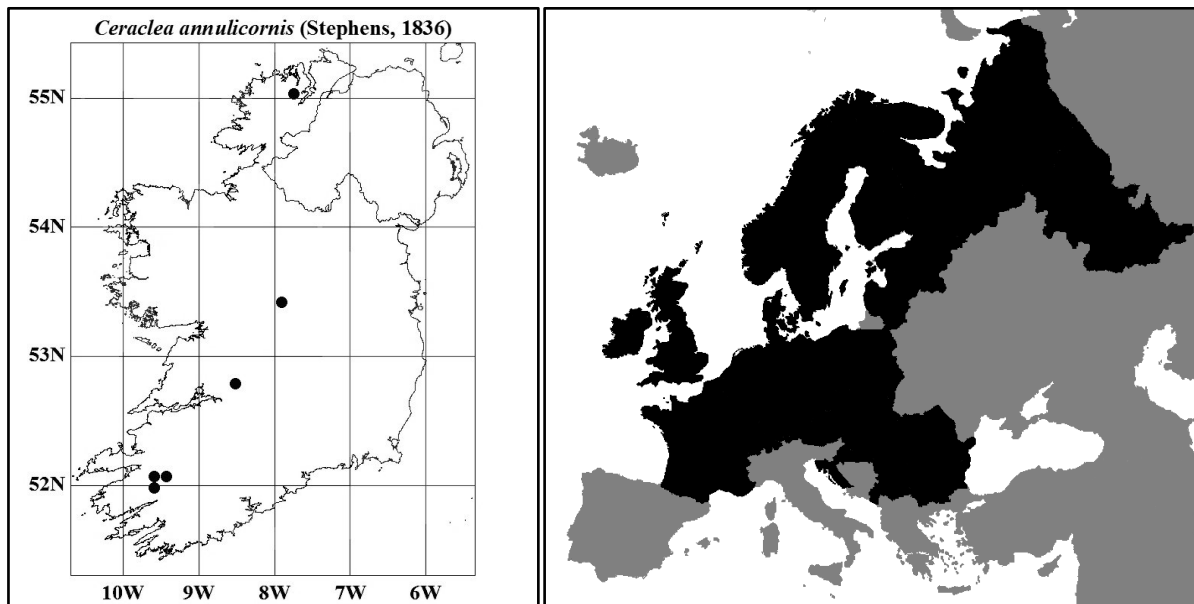 Ceraclea annulicornis (Stephens, 1836)
55N
54N
53N
52N
10W 9W 8W 7W 6W